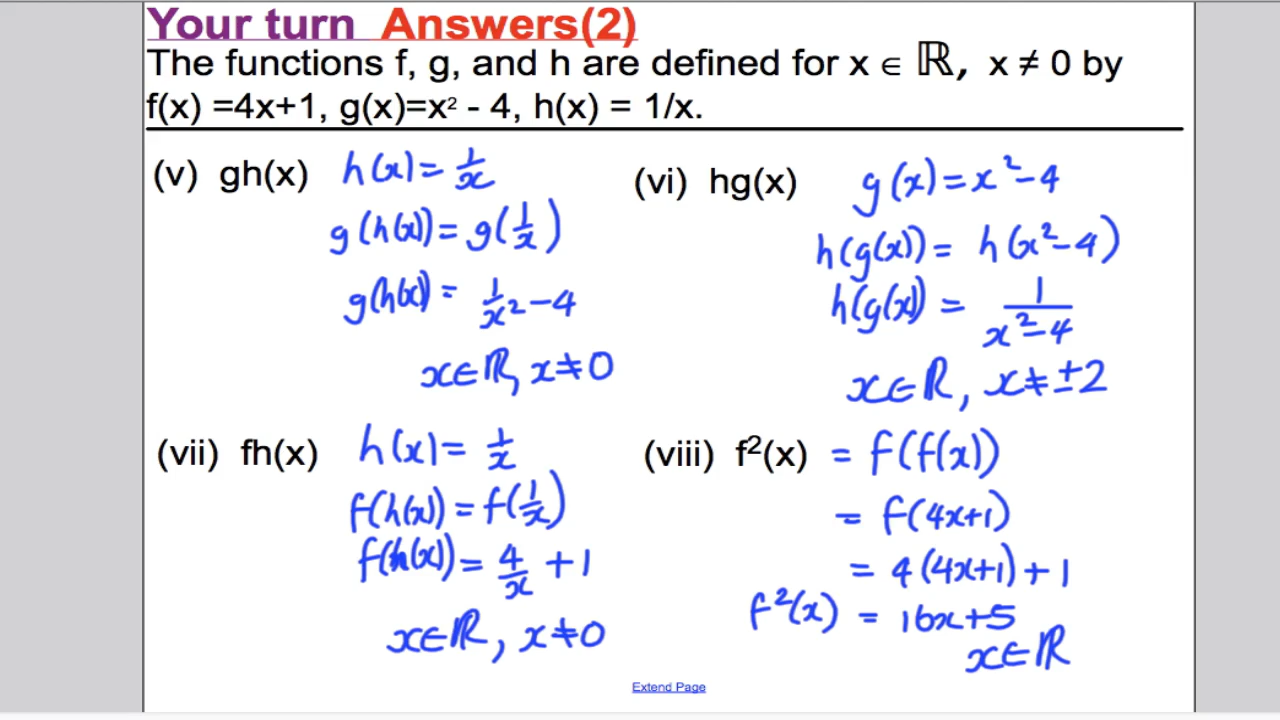 Your turn Answers(2)
The functions f, g, and h are defined for x ∈ ℝ, x ≠ 0 by
f(x) =4x+1, g(x)=x² - 4, h(x) = 1/x.
(v) gh(x) h(x) = 1/x
g(h(x)) = g(1/x)
g(h(x)) = 1/x² - 4
x∈ℝ, x≠0
(vi) hg(x) g(x) = x² - 4
h(g(x)) = h(x² - 4)
h(g(x)) = 1/(x² - 4)
x∈ℝ, x≠±2
(vii) fh(x) h(x) = 1/x
f(h(x)) = f(1/x)
f(h(x)) = 4/x + 1
x∈ℝ, x≠0
(viii) f²(x) = f(f(x))
= f(4x+1)
= 4(4x+1)+1
f²(x) = 16x+5
x∈ℝ
Extend Page